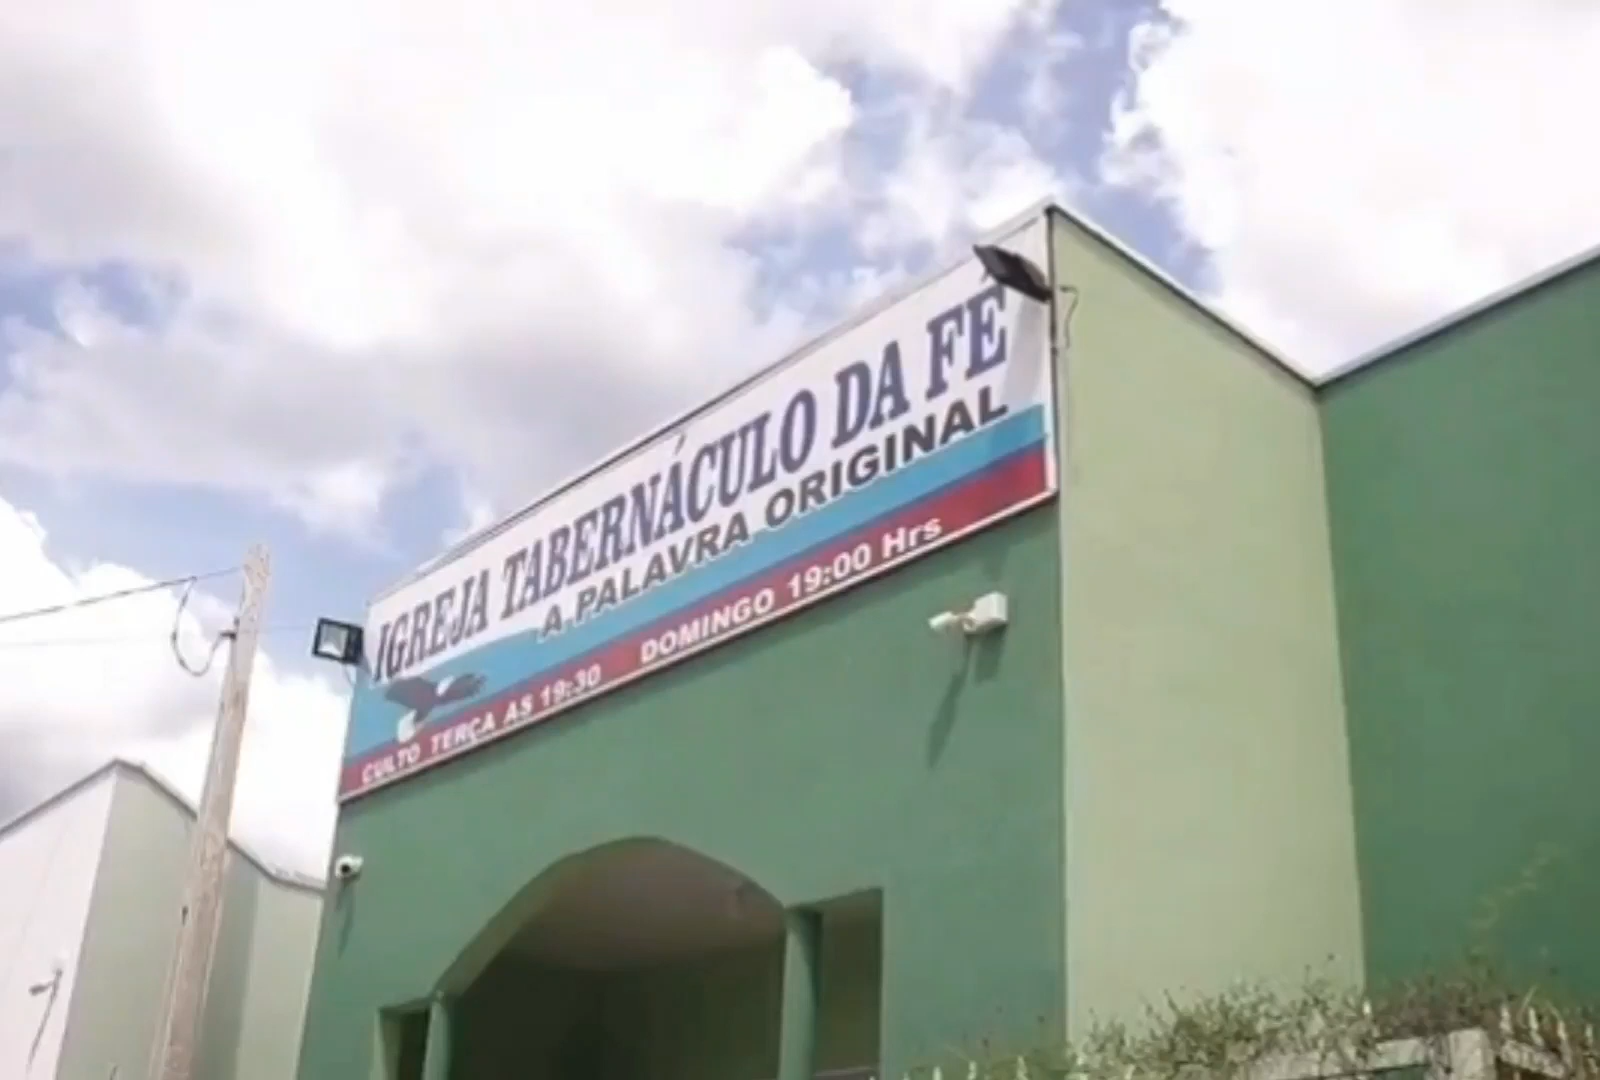 IGREJA TABERNÁCULO DA FÉ
A PALAVRA ORIGINAL
CULTO TERÇA AS 19:30 DOMINGO 19:00 Hrs